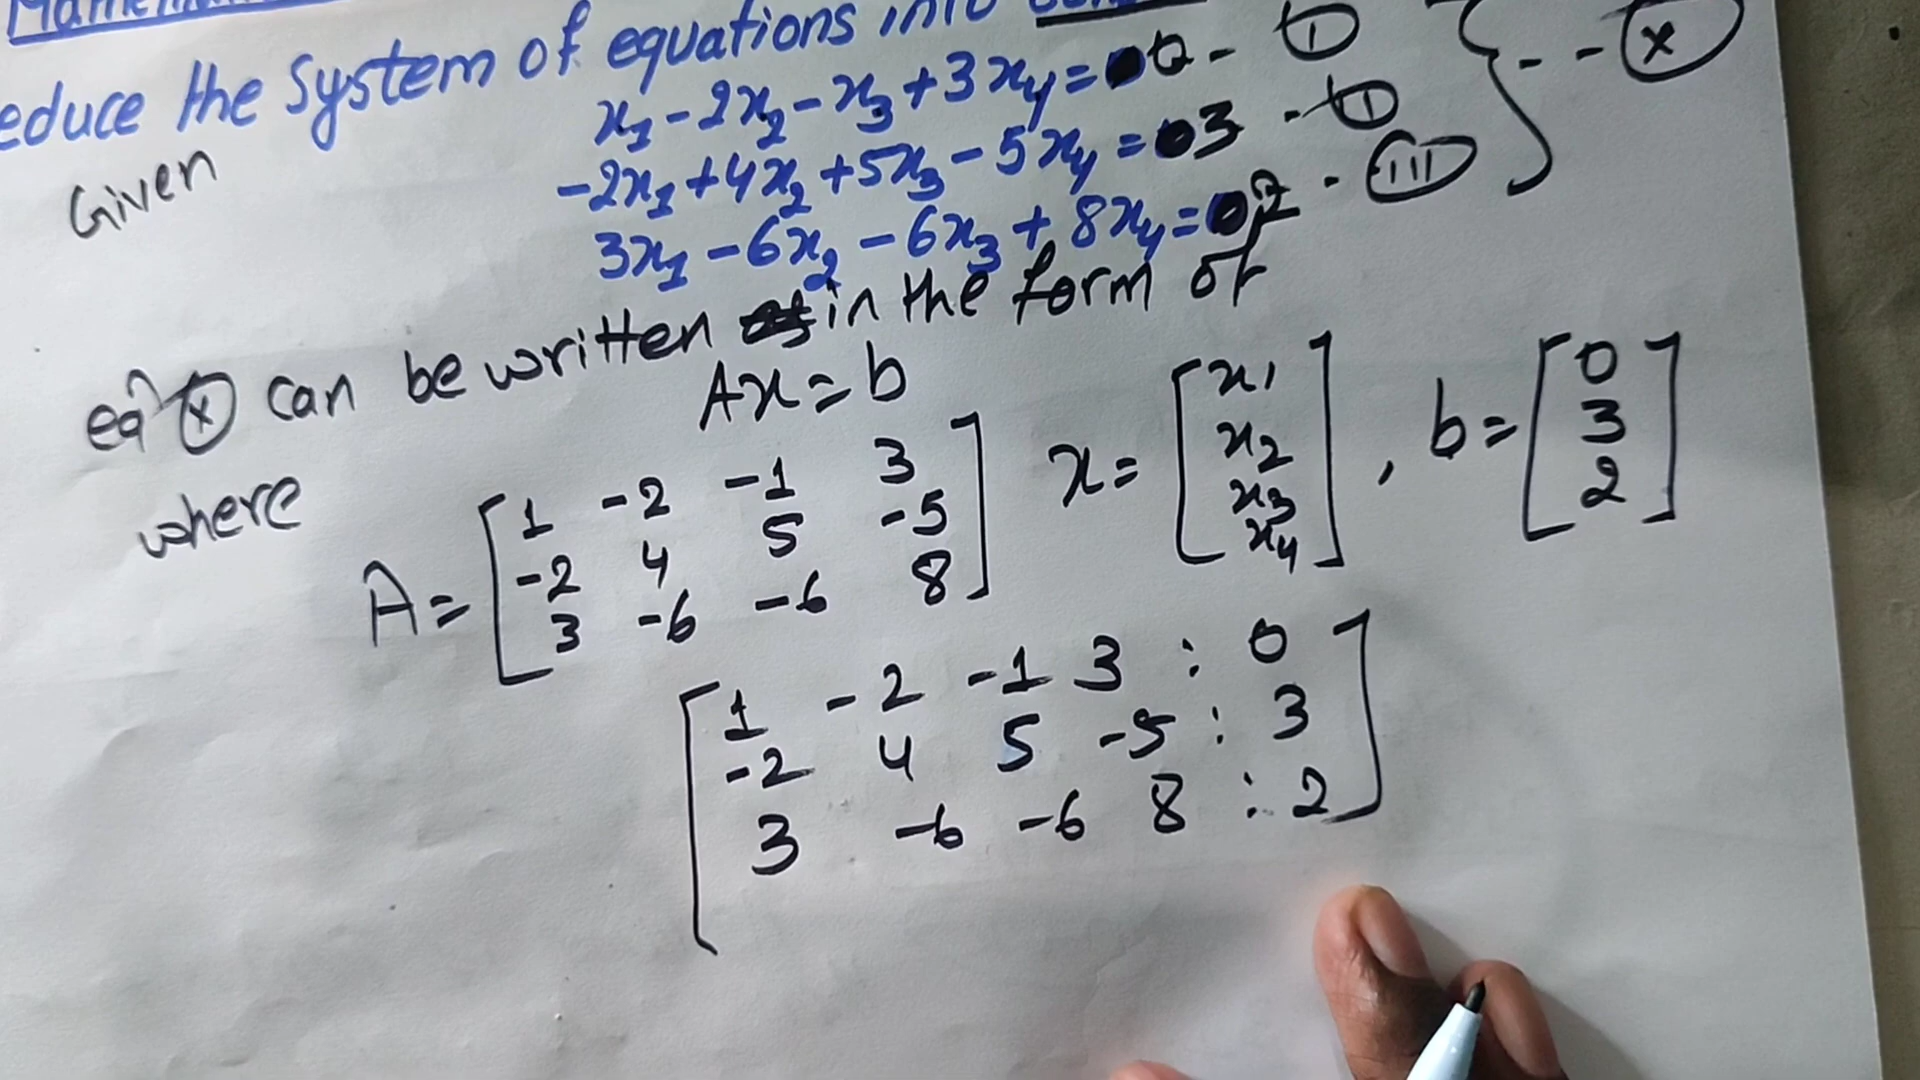 educe the System of equations into
Given
x₁-2x₂-x₃+3x₄=0 - (I)
-2x₁+4x₂+5x₃-5x₄=03 - (II)
3x₁-6x₂-6x₃+8x₄=02 - (III)
} - - (*)
eqⁿ (*) can be written in the form of
Ax=b
where
A= [1 -2 -1 3
-2 4 5 -5
3 -6 -6 8]
x= [x₁
x₂
x₃
x₄]
, b= [0
3
2]
[1 -2 -1 3 : 0
-2 4 5 -5 : 3
3 -6 -6 8 : 2]